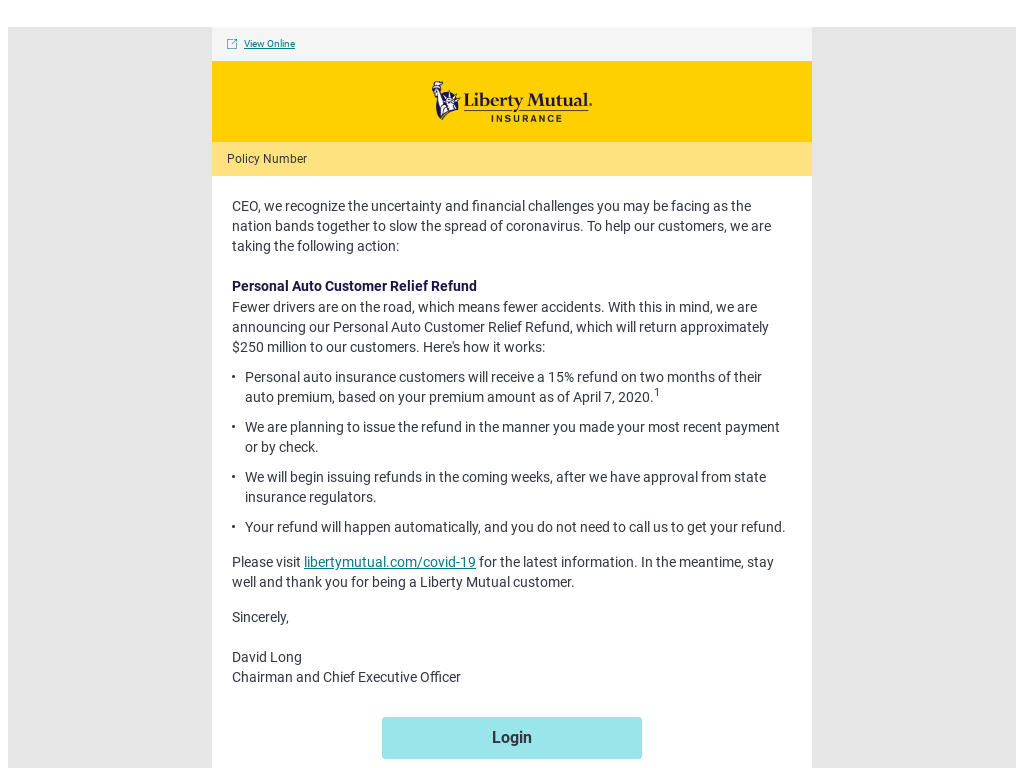 View Online
Liberty Mutual.
INSURANCE
Policy Number
CEO, we recognize the uncertainty and financial challenges you may be facing as the
nation bands together to slow the spread of coronavirus. To help our customers, we are
taking the following action:
Personal Auto Customer Relief Refund
Fewer drivers are on the road, which means fewer accidents. With this in mind, we are
announcing our Personal Auto Customer Relief Refund, which will return approximately
$250 million to our customers. Here's how it works:
• Personal auto insurance customers will receive a 15% refund on two months of their
auto premium, based on your premium amount as of April 7, 2020.1
• We are planning to issue the refund in the manner you made your most recent payment
or by check.
• We will begin issuing refunds in the coming weeks, after we have approval from state
insurance regulators.
• Your refund will happen automatically, and you do not need to call us to get your refund.
Please visit libertymutual.com/covid-19 for the latest information. In the meantime, stay
well and thank you for being a Liberty Mutual customer.
Sincerely,
David Long
Chairman and Chief Executive Officer
Login